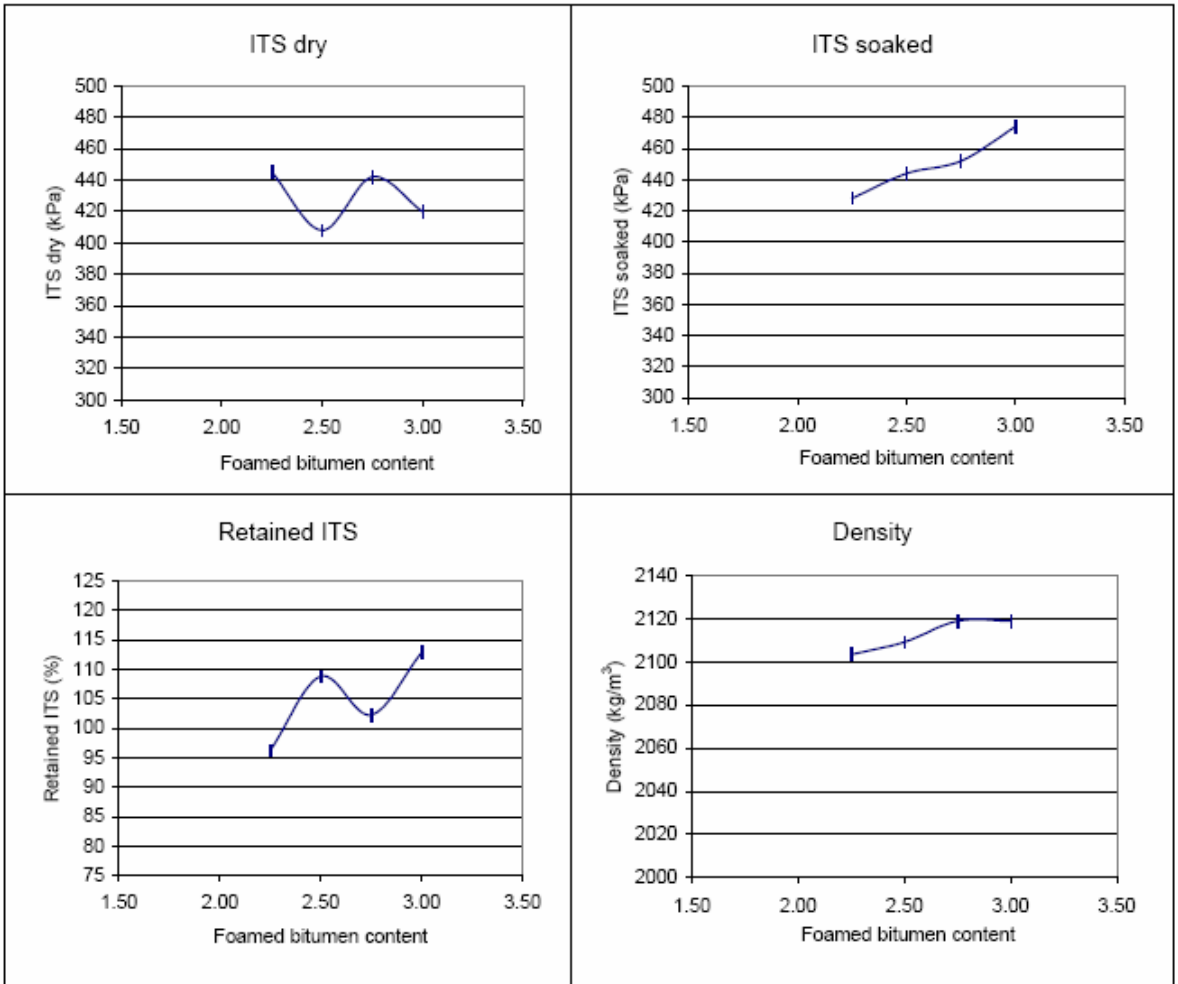 ITS dry
500
480
460
440
420
400
380
360
340
320
300
ITS dry (kPa)
1.50 2.00 2.50 3.00 3.50
Foamed bitumen content
ITS soaked
500
480
460
440
420
400
380
360
340
320
300
ITS soaked (kPa)
1.50 2.00 2.50 3.00 3.50
Foamed bitumen content
Retained ITS
125
120
115
110
105
100
95
90
85
80
75
Retained ITS (%)
1.50 2.00 2.50 3.00 3.50
Foamed bitumen content
Density
2140
2120
2100
2080
2060
2040
2020
2000
Density (kg/m³)
1.50 2.00 2.50 3.00 3.50
Foamed bitumen content